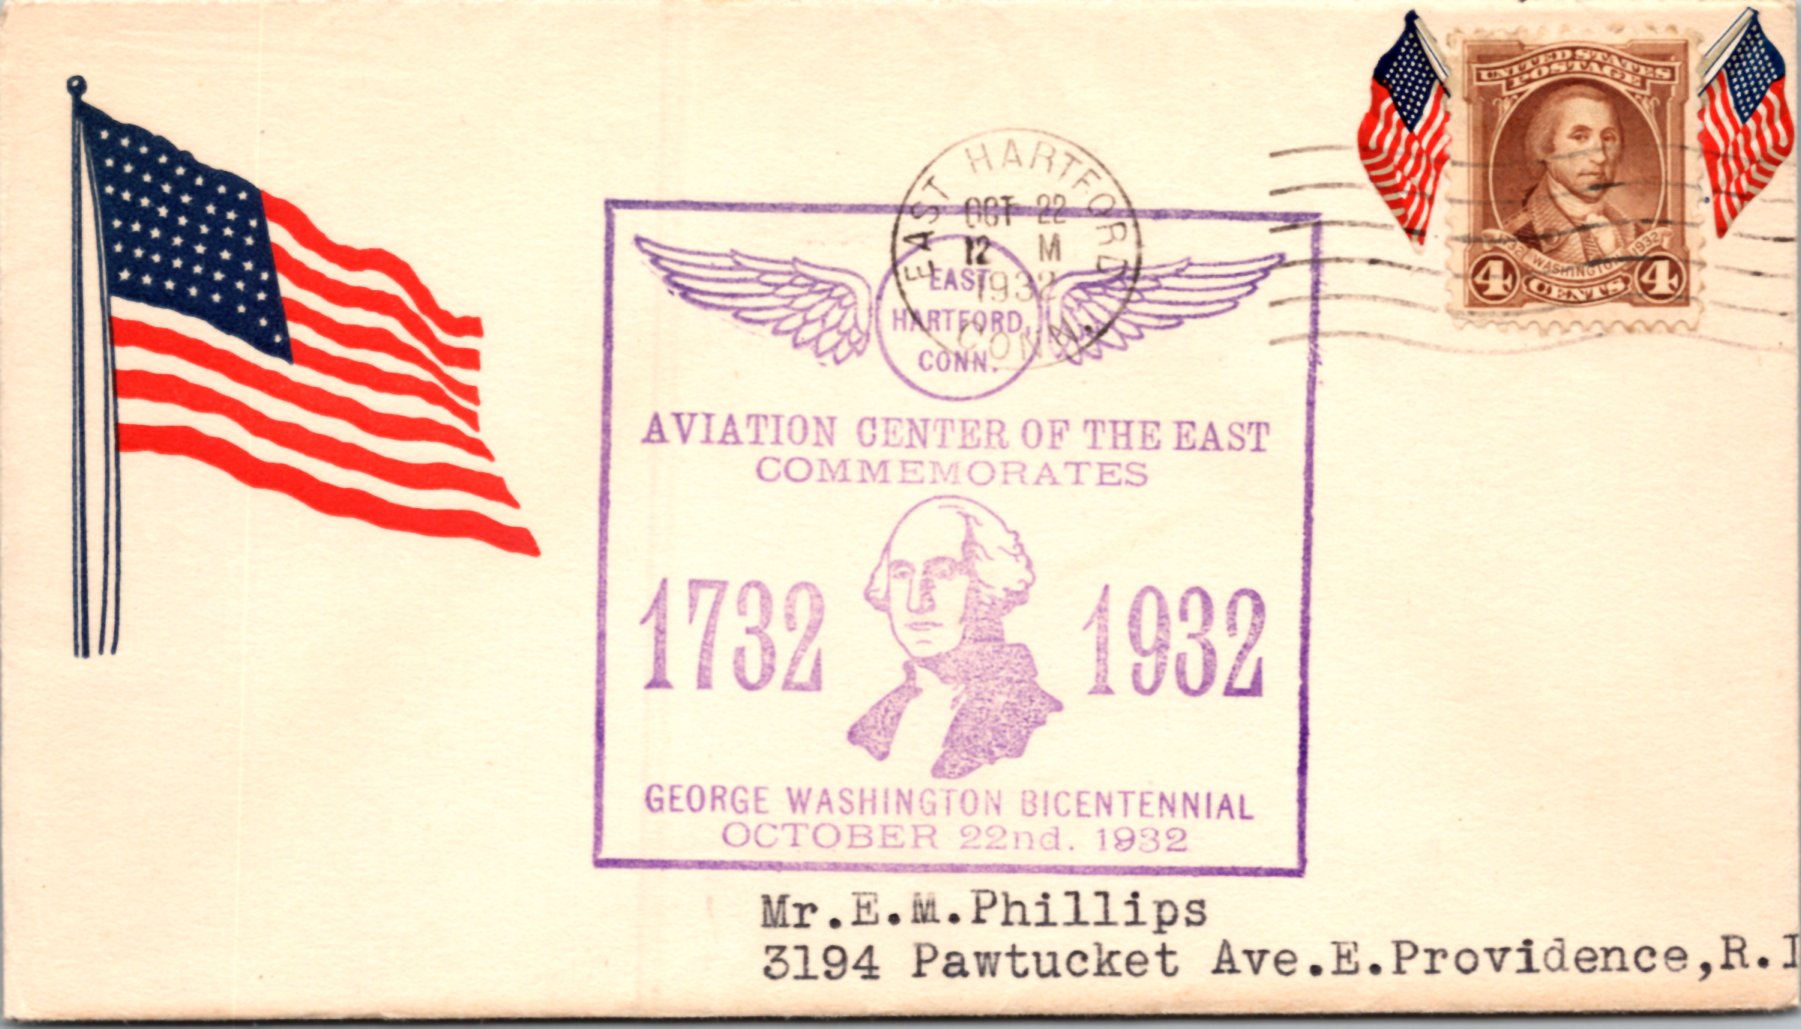 UNITED STATES
POSTAGE
1732 WASHINGTON 1932
4 CENTS 4
EAST HARTFORD
OCT 22
12 M
1932
CONN.
EAST
HARTFORD,
CONN.
AVIATION CENTER OF THE EAST
COMMEMORATES
1732 1932
GEORGE WASHINGTON BICENTENNIAL
OCTOBER 22nd. 1932
Mr.E.M.Phillips
3194 Pawtucket Ave.E.Providence,R.I